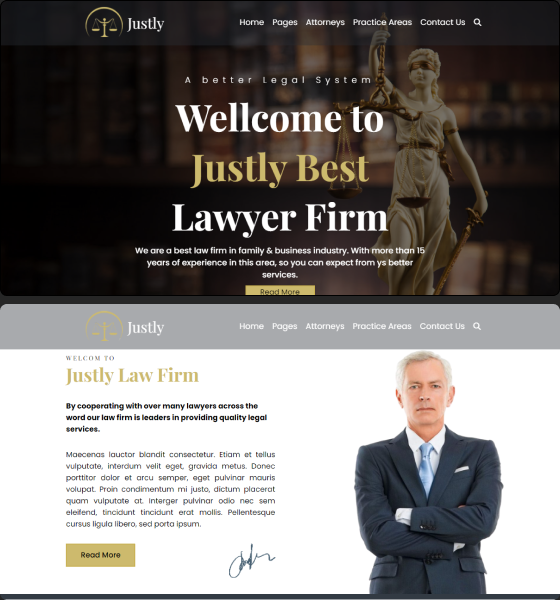 Justly
Home Pages Attorneys Practice Areas Contact Us
A better Legal System
Wellcome to
Justly Best
Lawyer Firm
We are a best law firm in family & business industry. With more than 15
years of experience in this area, so you can expect from ys better
services.
Read More
Justly
Home Pages Attorneys Practice Areas Contact Us
WELCOM TO
Justly Law Firm
By cooperating with over many lawyers across the
word our law firm is leaders in providing quality legal
services.
Maecenas lauctor blandit consectetur. Etiam et tellus
vulputate, interdum velit eget, gravida metus. Donec
porttitor dolor et arcu semper, eget pulvinar mauris
volupat. Proin condimentum mi justo, dictum placerat
quam vulputate at. Interger pulvinar odio nec sem
eleifend, tincidunt tincidunt erat mollis. Pellentesque
cursus ligula libero, sed porta ipsum.
Read More